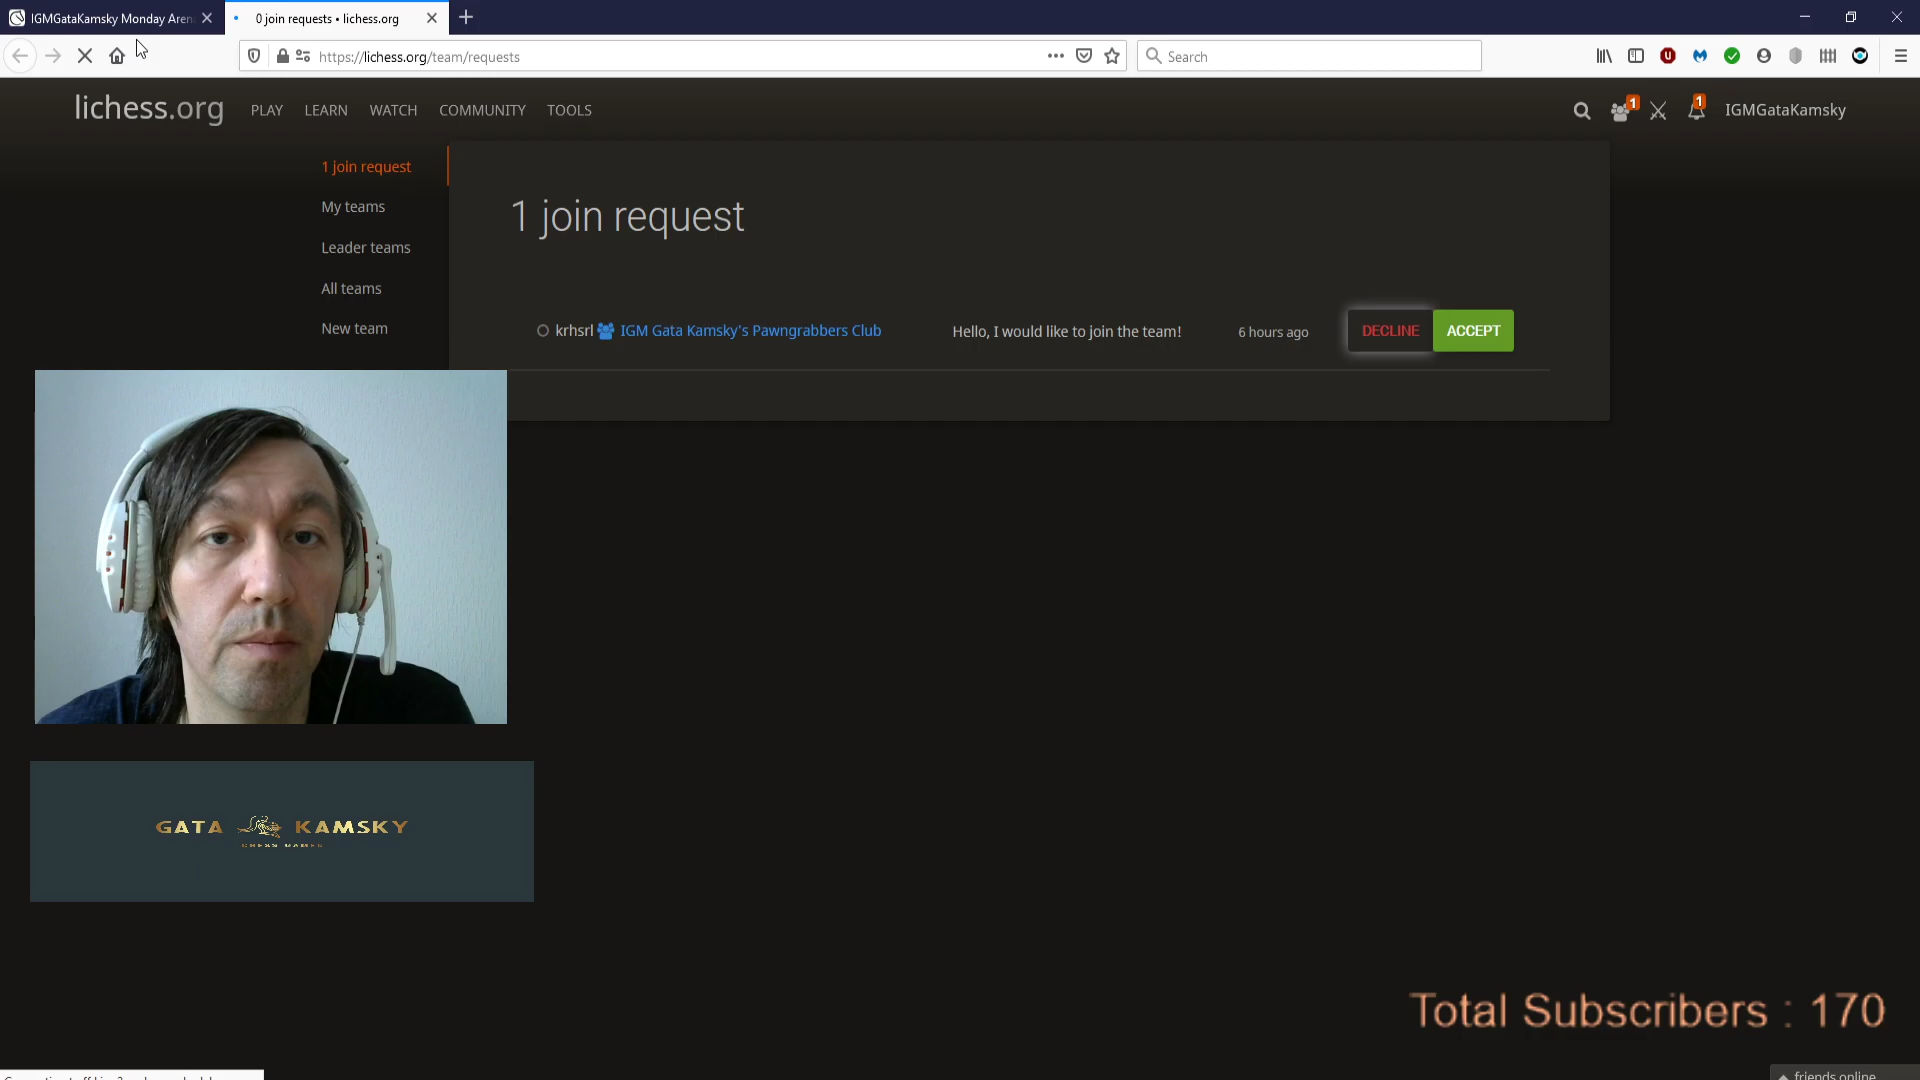 IGMGataKamsky Monday Aren
0 join requests • lichess.org
https://lichess.org/team/requests
Search
lichess.org
PLAY
LEARN
WATCH
COMMUNITY
TOOLS
1
1
IGMGataKamsky
1 join request
My teams
Leader teams
All teams
New team
1 join request
krhsrl IGM Gata Kamsky's Pawngrabbers Club
Hello, I would like to join the team!
6 hours ago
DECLINE
ACCEPT
GATA KAMSKY
Total Subscribers : 170
friends online